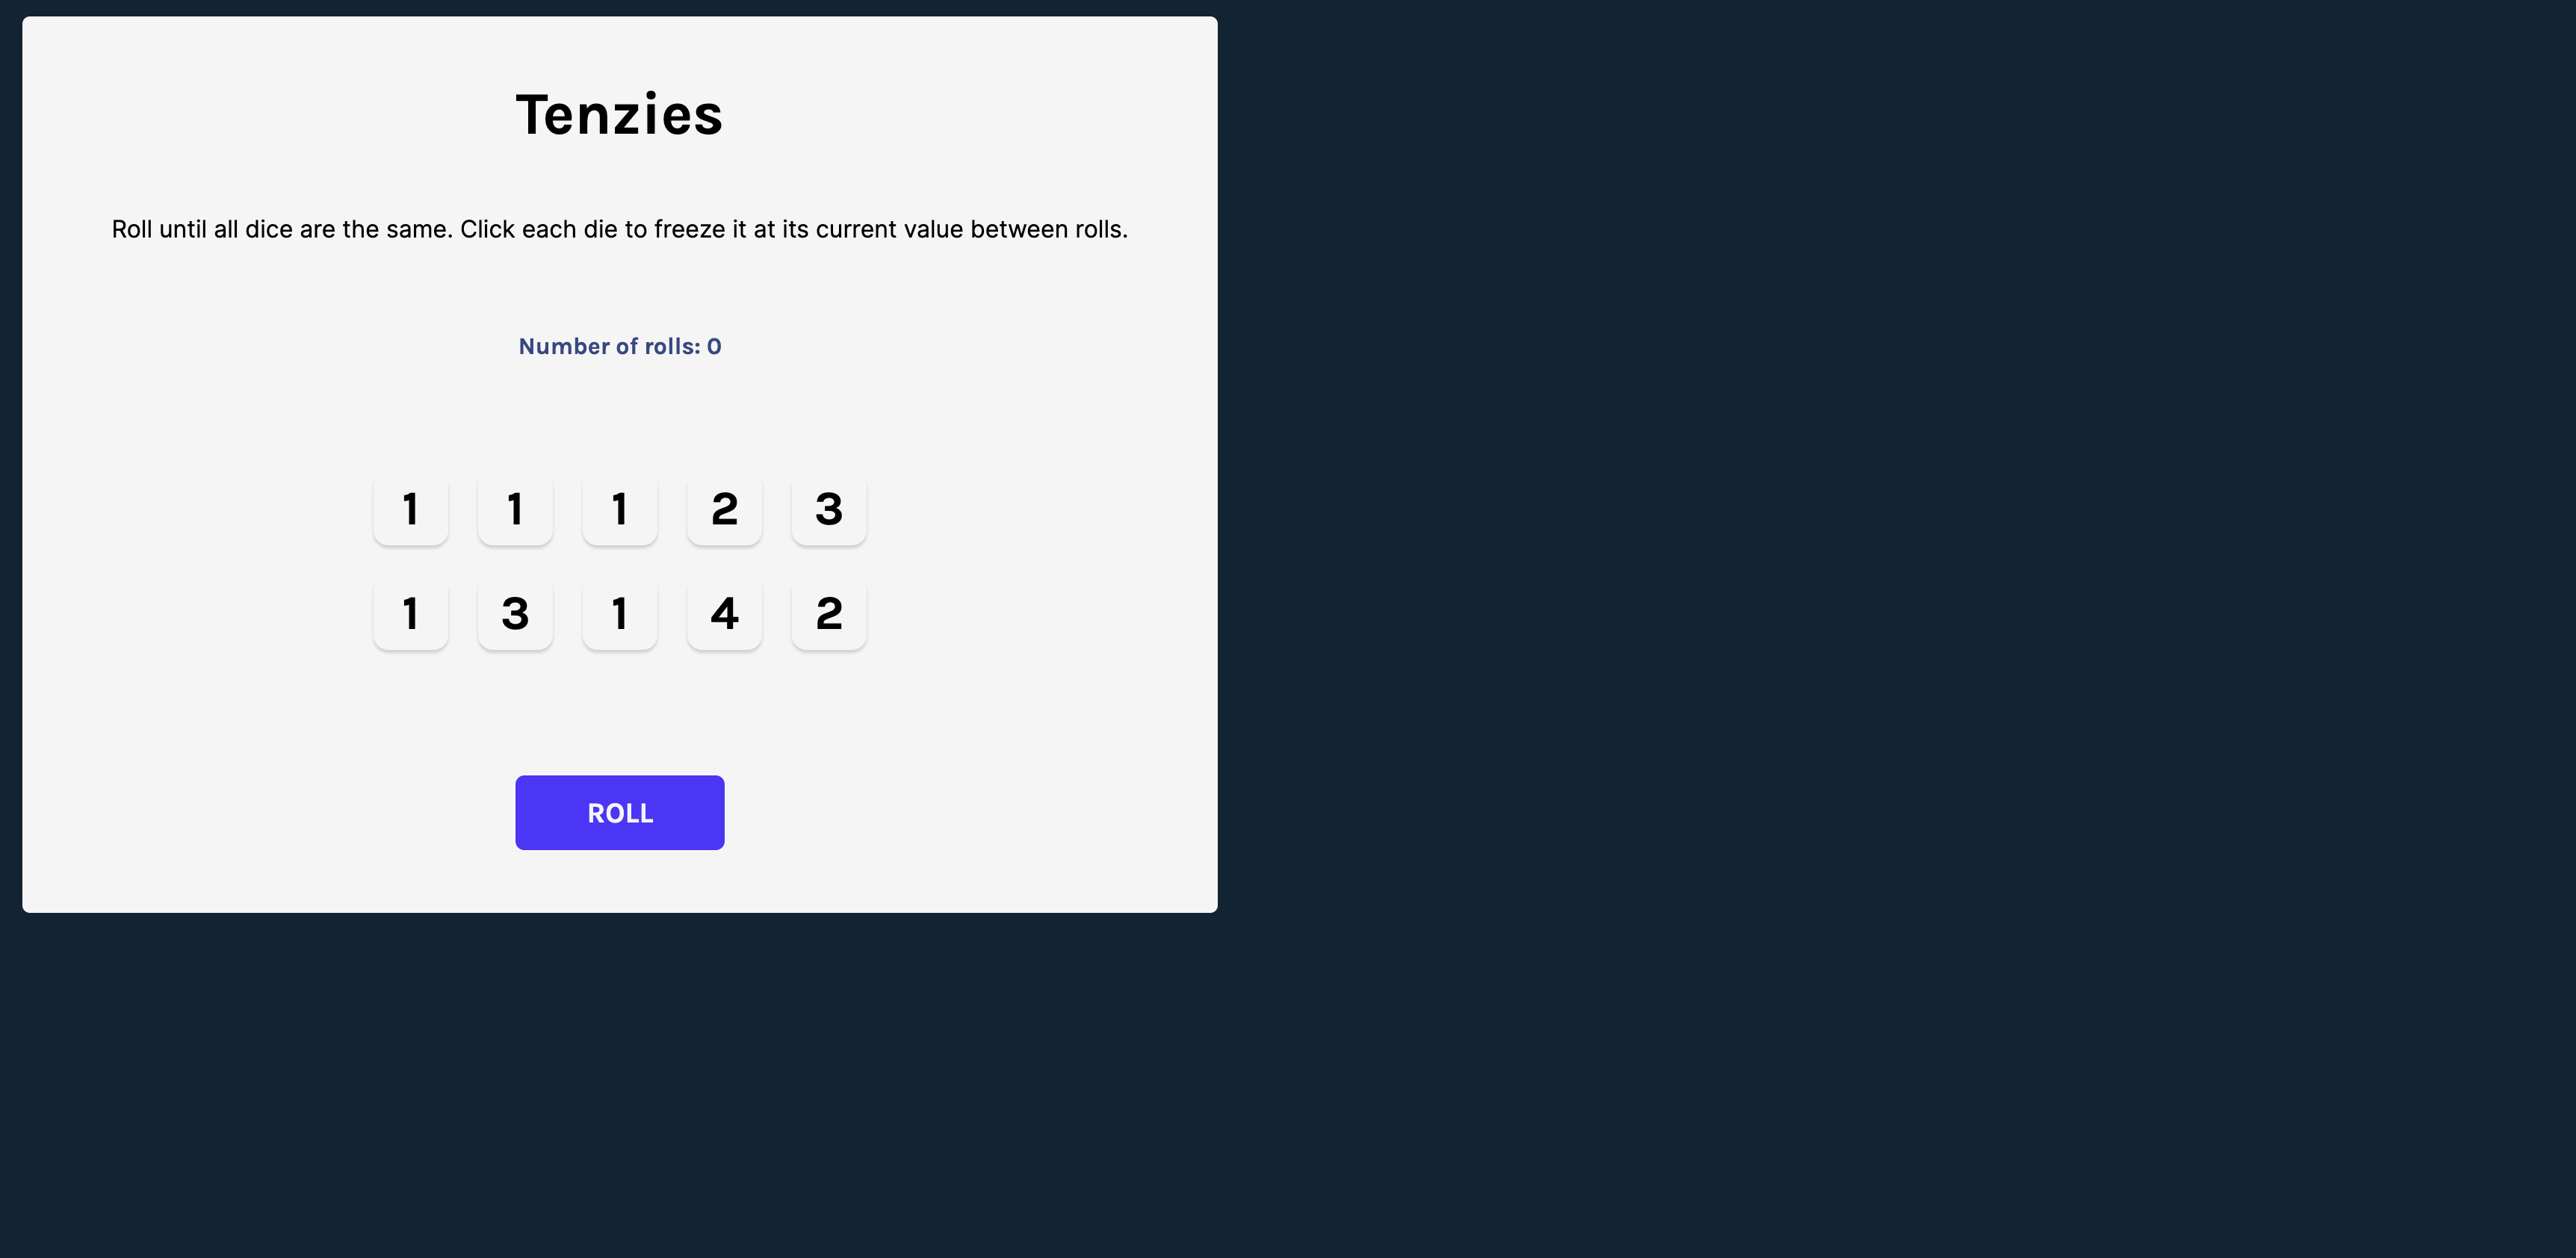 Tenzies
Roll until all dice are the same. Click each die to freeze it at its current value between rolls.
Number of rolls: 0
1 1 1 2 3
1 3 1 4 2
ROLL